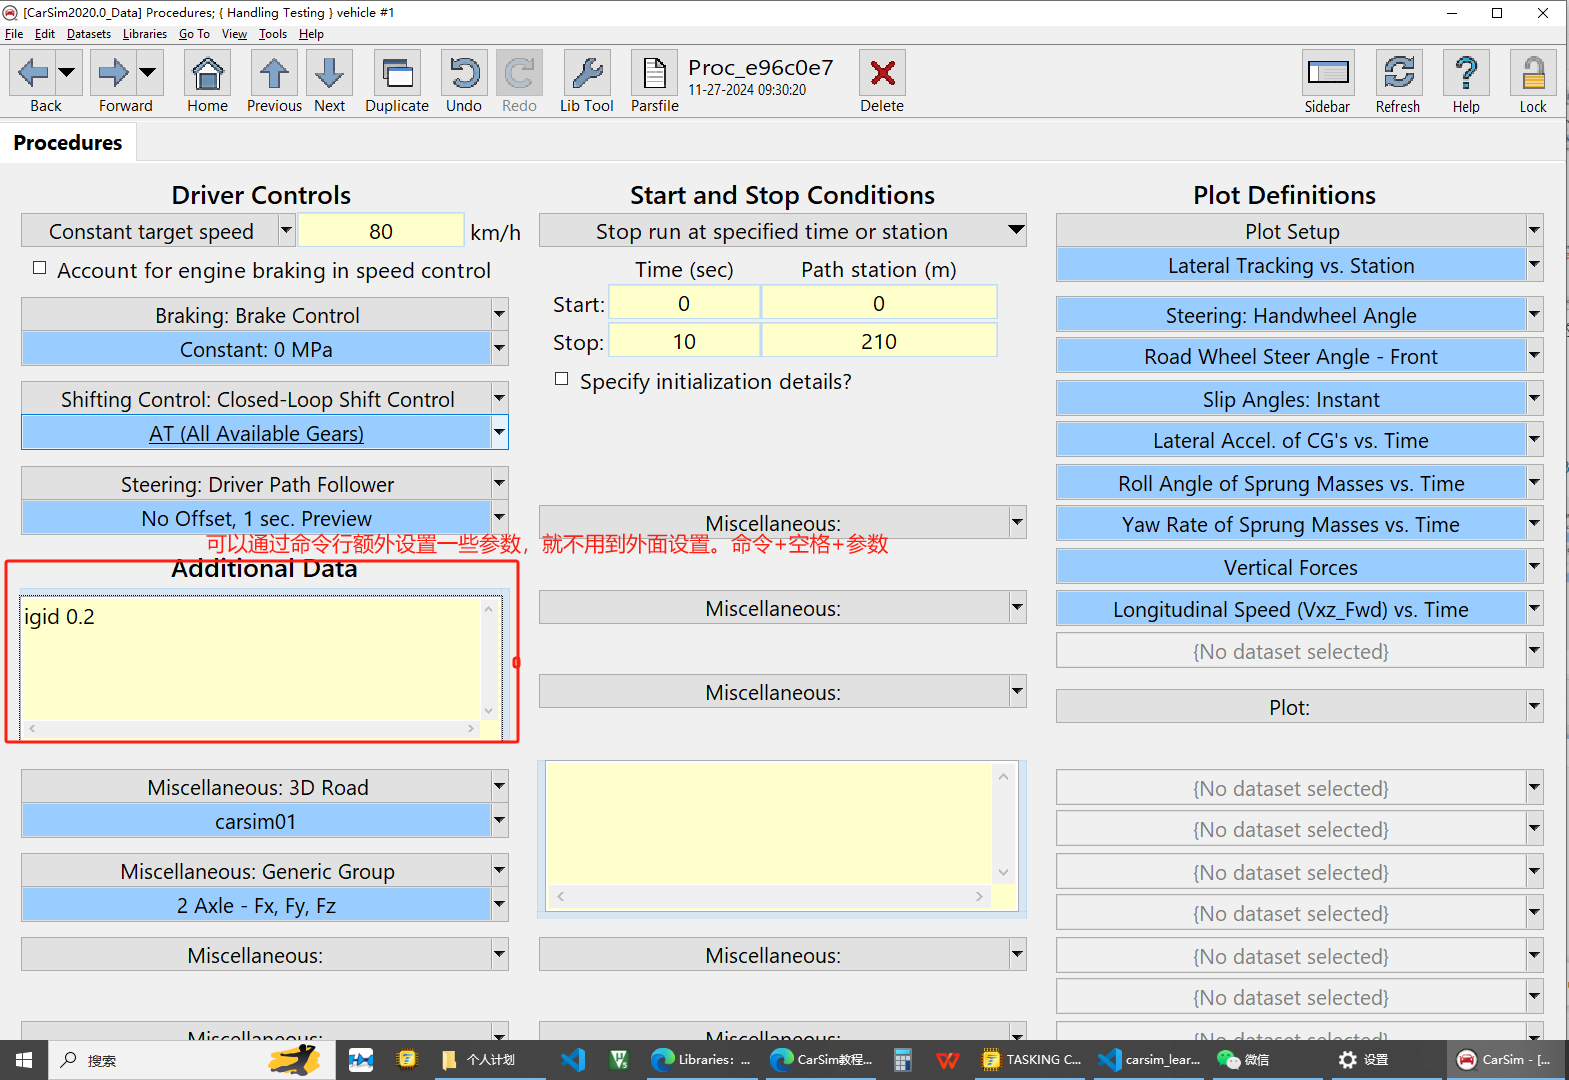 [CarSim2020.0_Data] Procedures; { Handling Testing } vehicle #1
File Edit Datasets Libraries Go To View Tools Help
Back Forward Home Previous Next Duplicate Undo Redo Lib Tool Parsfile
Proc_e96c0e7
11-27-2024 09:30:20
Delete Sidebar Refresh Help Lock
Procedures
Driver Controls
Constant target speed 80 km/h
Account for engine braking in speed control
Braking: Brake Control
Constant: 0 MPa
Shifting Control: Closed-Loop Shift Control
AT (All Available Gears)
Steering: Driver Path Follower
No Offset, 1 sec. Preview
可以通过命令行额外设置一些参数，就不用到外面设置。命令+空格+参数
Additional Data
igid 0.2
Miscellaneous: 3D Road
carsim01
Miscellaneous: Generic Group
2 Axle - Fx, Fy, Fz
Miscellaneous:
Miscellaneous:
Start and Stop Conditions
Stop run at specified time or station
Time (sec) Path station (m)
Start: 0 0
Stop: 10 210
Specify initialization details?
Miscellaneous:
Miscellaneous:
Miscellaneous:
Miscellaneous:
Miscellaneous:
Plot Definitions
Plot Setup
Lateral Tracking vs. Station
Steering: Handwheel Angle
Road Wheel Steer Angle - Front
Slip Angles: Instant
Lateral Accel. of CG's vs. Time
Roll Angle of Sprung Masses vs. Time
Yaw Rate of Sprung Masses vs. Time
Vertical Forces
Longitudinal Speed (Vxz_Fwd) vs. Time
{No dataset selected}
Plot:
{No dataset selected}
{No dataset selected}
{No dataset selected}
{No dataset selected}
{No dataset selected}
{No dataset selected}
搜索 个人计划 Libraries: ... CarSim教程... TASKING C... carsim_lear... 微信 设置 CarSim - [...